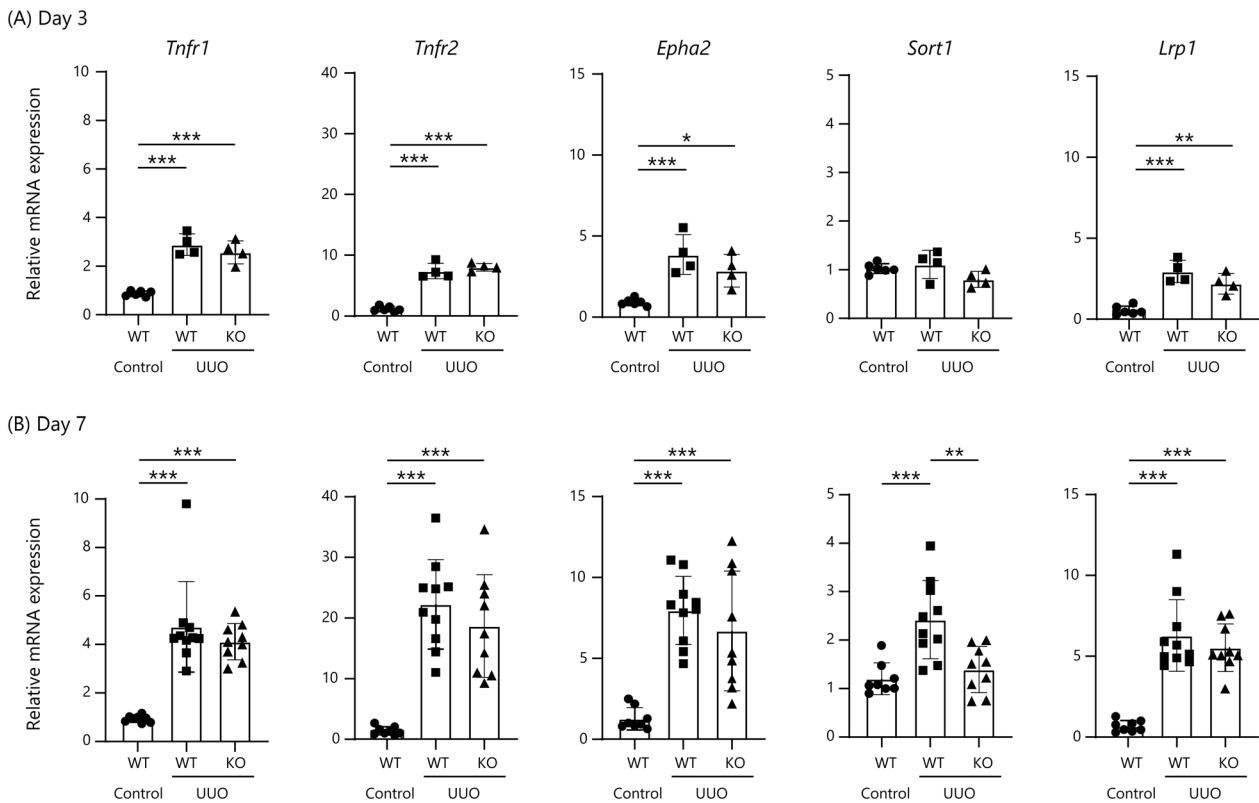 (A) Day 3
Tnfr1 Tnfr2 Epha2 Sort1 Lrp1
Relative mRNA expression
10 8 6 4 2 0
*** ***
WT WT KO
Control UUO
40 30 20 10 0
*** ***
WT WT KO
Control UUO
15 10 5 0
* ***
WT WT KO
Control UUO
5 4 3 2 1 0
WT WT KO
Control UUO
15 10 5 0
** ***
WT WT KO
Control UUO
(B) Day 7
Relative mRNA expression
10 8 6 4 2 0
*** ***
WT WT KO
Control UUO
40 30 20 10 0
*** ***
WT WT KO
Control UUO
15 10 5 0
*** ***
WT WT KO
Control UUO
5 4 3 2 1 0
** ***
WT WT KO
Control UUO
15 10 5 0
*** ***
WT WT KO
Control UUO